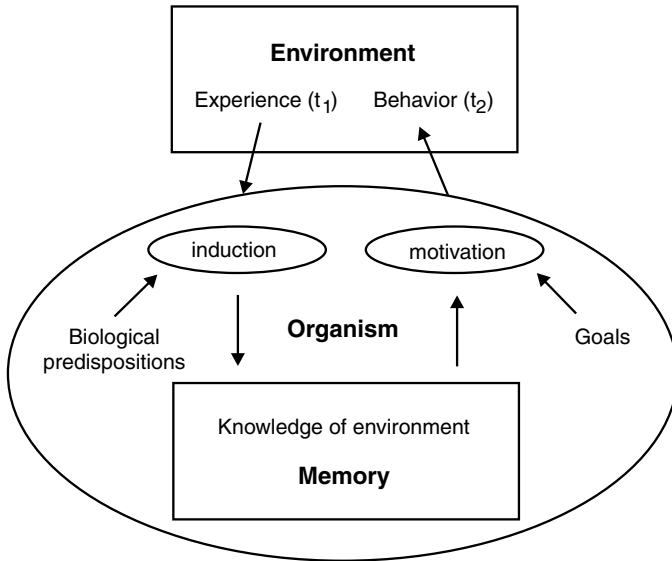 Environment
Experience (t₁) Behavior (t₂)
induction motivation
Organism
Biological
predispositions
Goals
Knowledge of environment
Memory